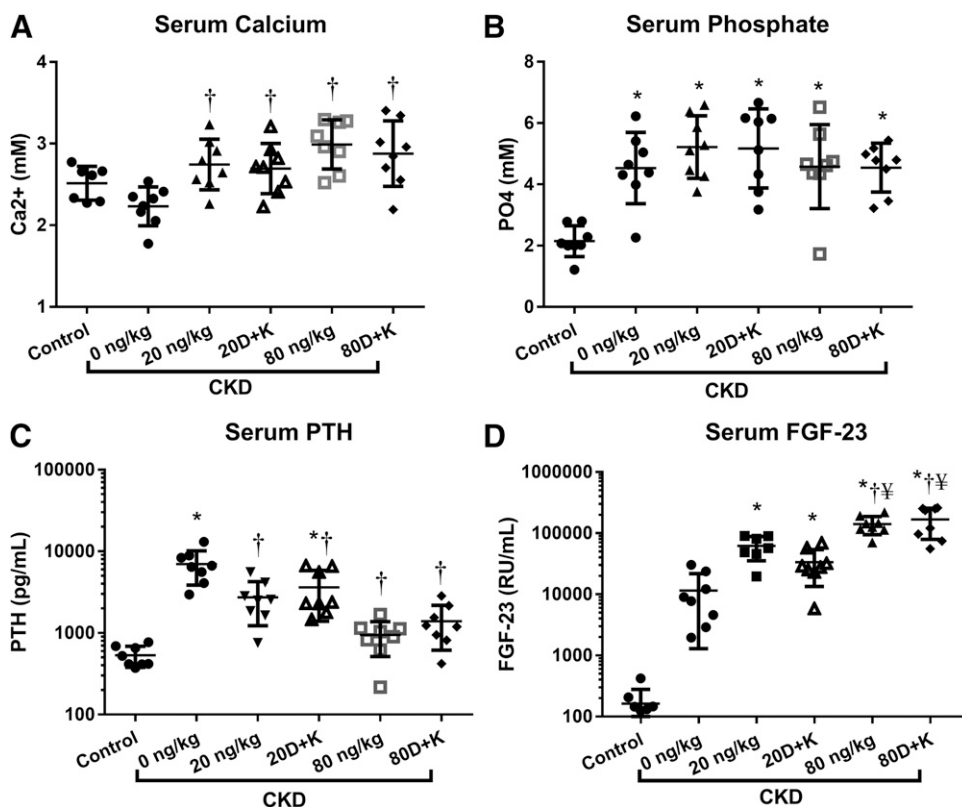 A
Serum Calcium
† † † †
4
3
2
1
Ca2+ (mM)
Control
0 ng/kg
20 ng/kg
20D+K
80 ng/kg
80D+K
CKD
B
Serum Phosphate
* * * * *
8
6
4
2
0
PO4 (mM)
Control
0 ng/kg
20 ng/kg
20D+K
80 ng/kg
80D+K
CKD
C
Serum PTH
* † *† † †
100000
10000
1000
100
PTH (pg/mL)
Control
0 ng/kg
20 ng/kg
20D+K
80 ng/kg
80D+K
CKD
D
Serum FGF-23
* * *†¥ *†¥
1000000
100000
10000
1000
100
FGF-23 (RU/mL)
Control
0 ng/kg
20 ng/kg
20D+K
80 ng/kg
80D+K
CKD